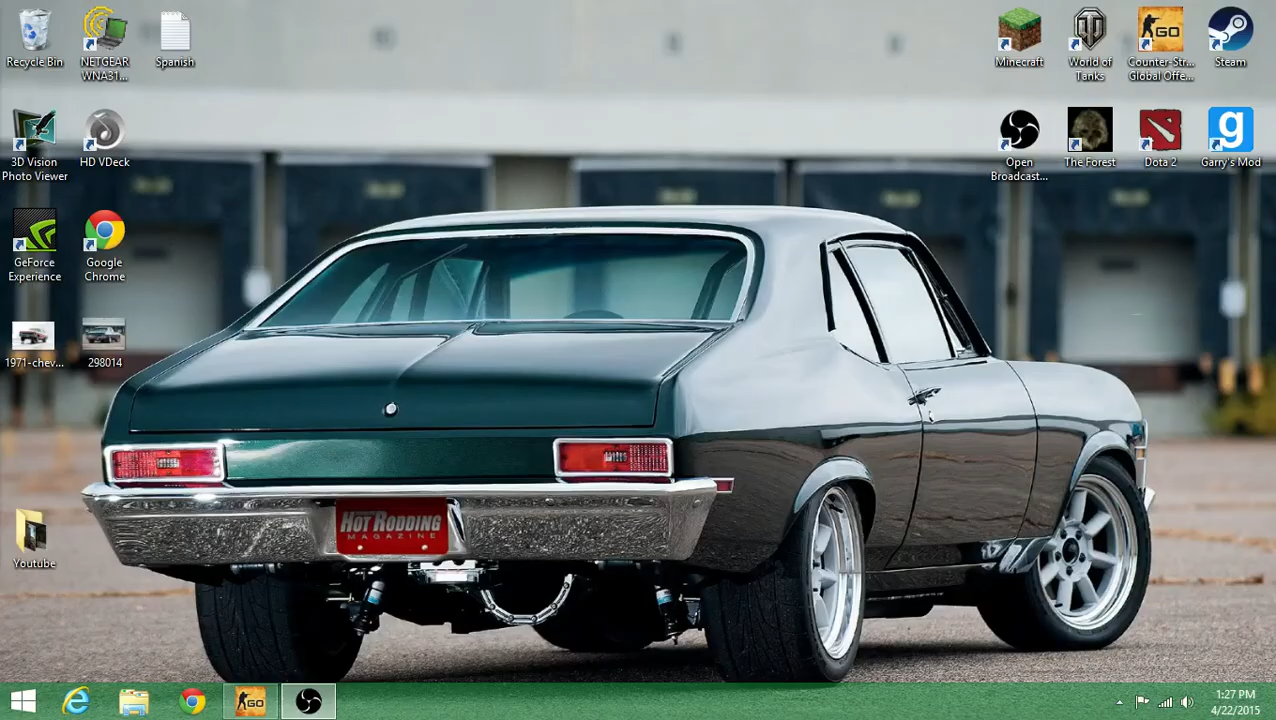 Recycle Bin
NETGEAR
WNA31...
Spanish
Minecraft
World of
Tanks
Counter-Str...
Global Offe...
Steam
3D Vision
Photo Viewer
HD VDeck
Open
Broadcast...
The Forest
Dota 2
Garry's Mod
GeForce
Experience
Google
Chrome
1971-chev...
298014
HOT RODDING
MAGAZINE
Youtube
GO
GO
g
1:27 PM
4/22/2015